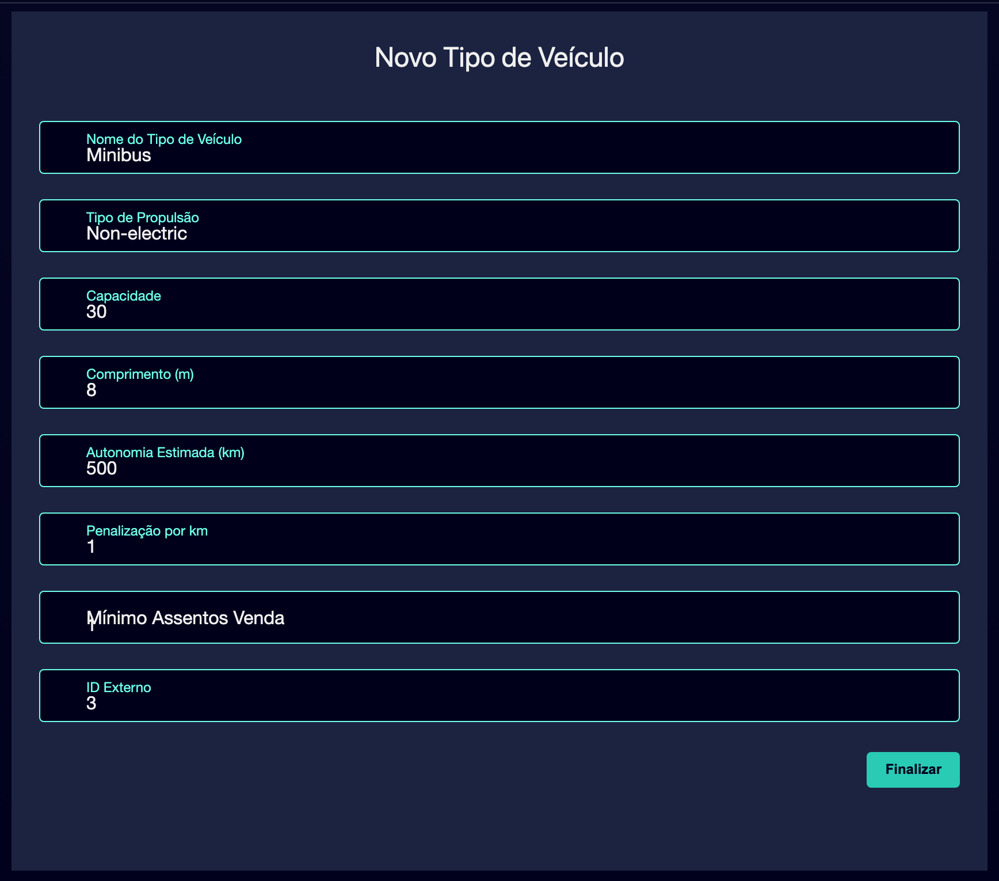 Novo Tipo de Veículo
Nome do Tipo de Veículo
Minibus
Tipo de Propulsão
Non-electric
Capacidade
30
Comprimento (m)
8
Autonomia Estimada (km)
500
Penalização por km
1
Mínimo Assentos Venda
1
ID Externo
3
Finalizar